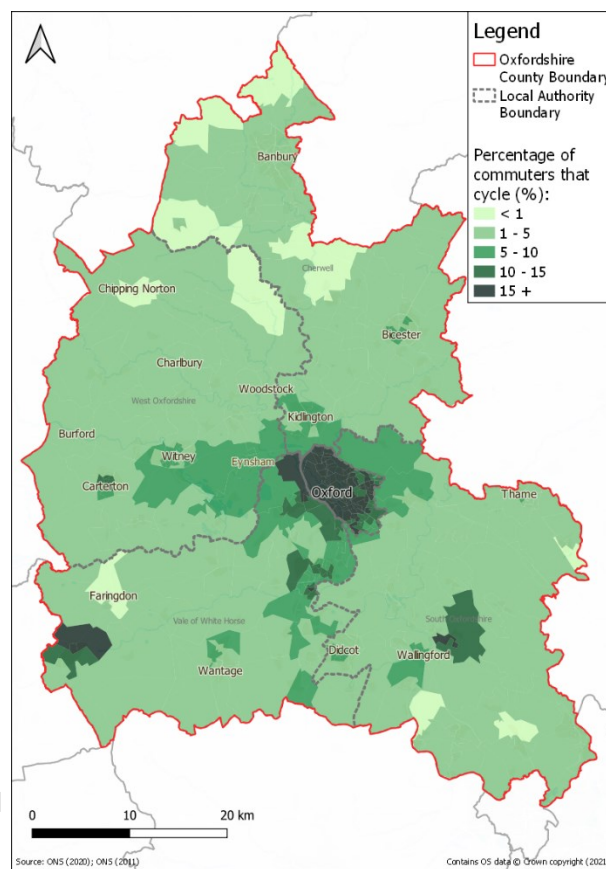 Legend
Oxfordshire
County Boundary
Local Authority
Boundary
Percentage of
commuters that
cycle (%):
< 1
1 - 5
5 - 10
10 - 15
15 +
Banbury
Cherwell
Chipping Norton
Bicester
Charlbury
Woodstock
West Oxfordshire
Kidlington
Burford
Witney
Eynsham
Carterton
Oxford
Thame
Faringdon
Vale of White Horse
South Oxfordshire
Didcot
Wallingford
Wantage
0 10 20 km
Source: ONS (2020); ONS (2011)
Contains OS data © Crown copyright (2021